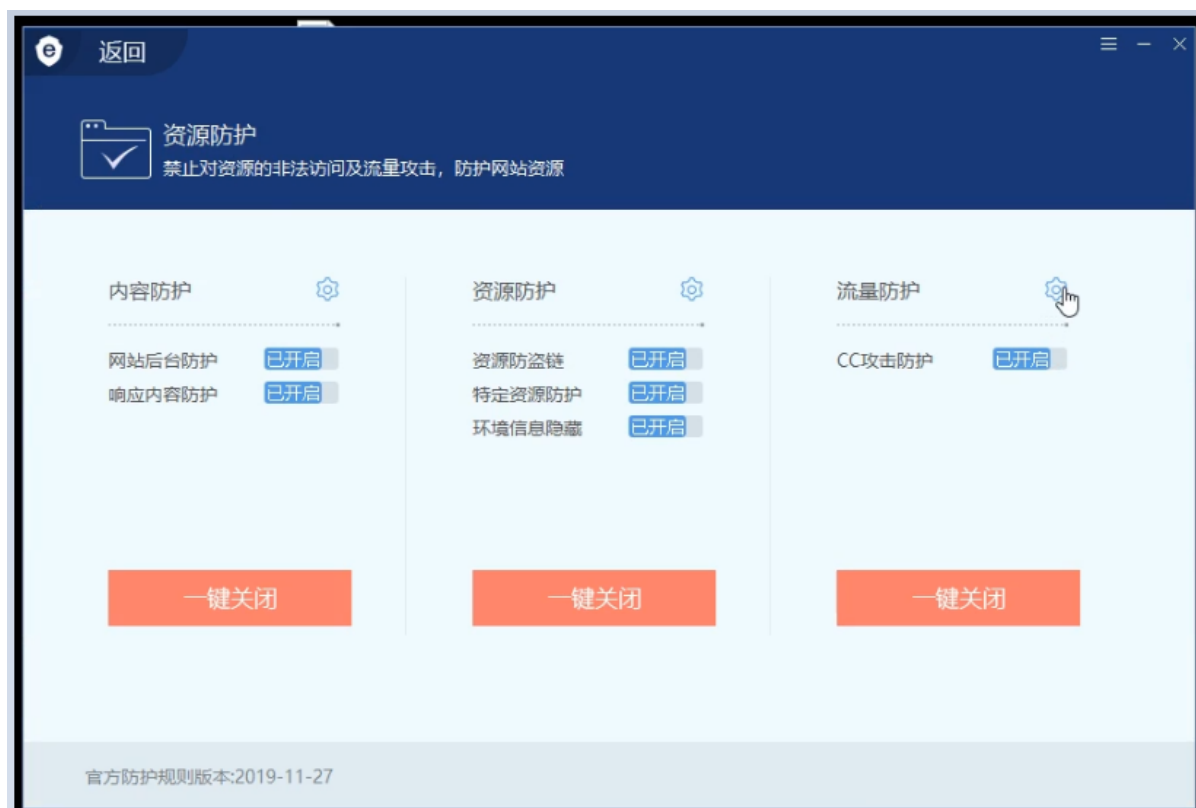 返回
资源防护
禁止对资源的非法访问及流量攻击，防护网站资源
内容防护
网站后台防护 已开启
响应内容防护 已开启
一键关闭
资源防护
资源防盗链 已开启
特定资源防护 已开启
环境信息隐藏 已开启
一键关闭
流量防护
CC攻击防护 已开启
一键关闭
官方防护规则版本:2019-11-27